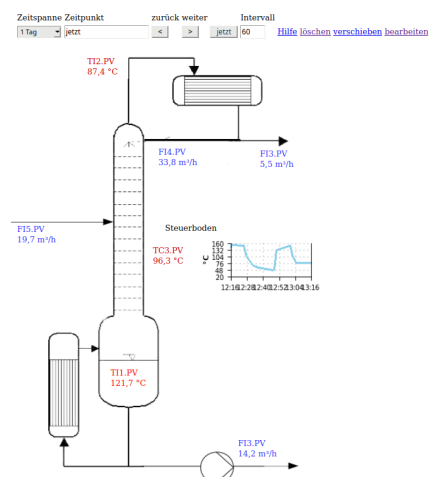 Zeitspanne Zeitpunkt zurück weiter Intervall
1 Tag jetzt < > jetzt 60 Hilfe löschen verschieben bearbeiten
TI2.PV
87,4 °C
FI4.PV
33,8 m³/h
FI3.PV
5,5 m³/h
FI5.PV
19,7 m³/h
Steuerboden
TC3.PV
96,3 °C
°C
160
132
104
76
48
20
12:16 12:28 12:40 12:52 13:04 13:16
TI1.PV
121,7 °C
FI3.PV
14,2 m³/h